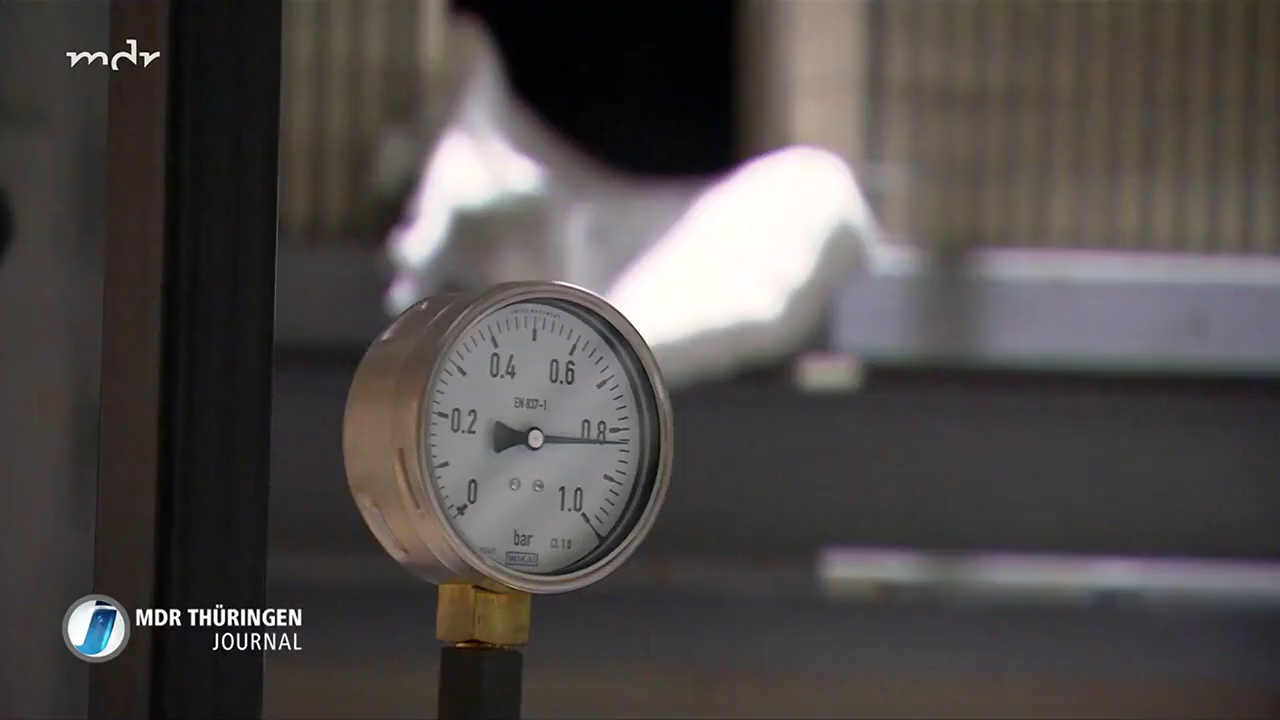 mdr
0.4
0.6
EN 837-1
0.2
0.8
0
1.0
bar
CL 1.0
WIKA
MDR THÜRINGEN
JOURNAL